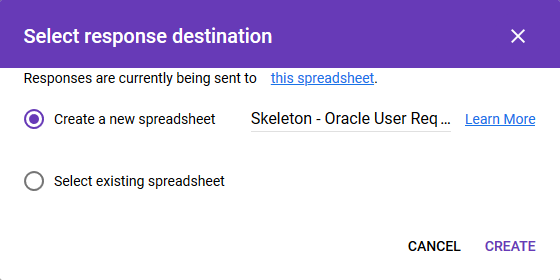 Select response destination
Responses are currently being sent to this spreadsheet.
Create a new spreadsheet Skeleton - Oracle User Req ... Learn More
Select existing spreadsheet
CANCEL CREATE